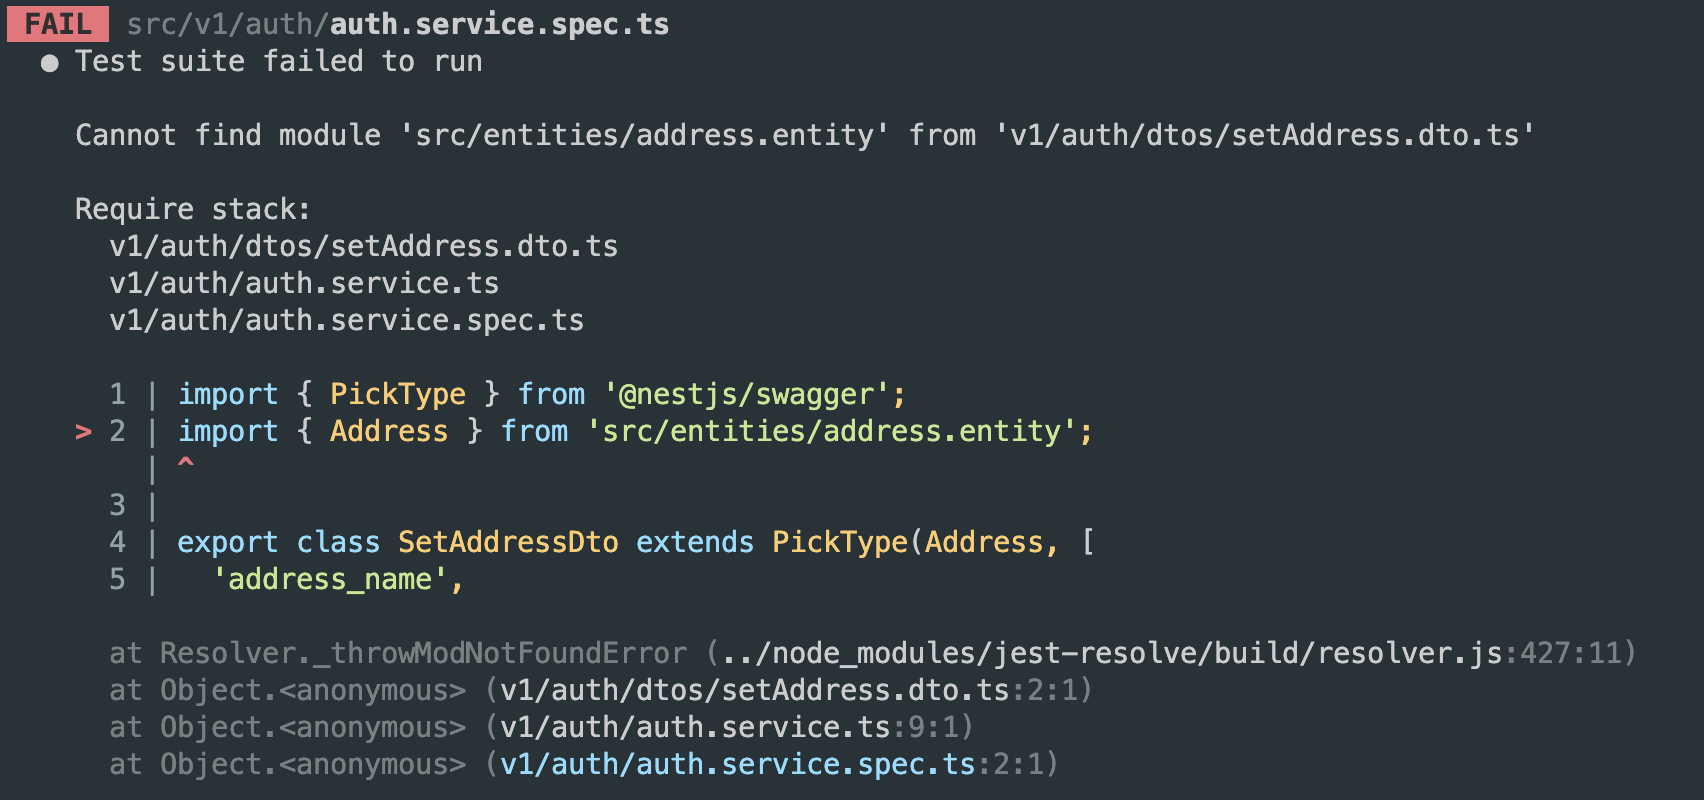 FAIL src/v1/auth/auth.service.spec.ts
● Test suite failed to run
Cannot find module 'src/entities/address.entity' from 'v1/auth/dtos/setAddress.dto.ts'
Require stack:
v1/auth/dtos/setAddress.dto.ts
v1/auth/auth.service.ts
v1/auth/auth.service.spec.ts
1 | import { PickType } from '@nestjs/swagger';
> 2 | import { Address } from 'src/entities/address.entity';
| ^
3 |
4 | export class SetAddressDto extends PickType(Address, [
5 |   'address_name',
at Resolver._throwModNotFoundError (../node_modules/jest-resolve/build/resolver.js:427:11)
at Object.<anonymous> (v1/auth/dtos/setAddress.dto.ts:2:1)
at Object.<anonymous> (v1/auth/auth.service.ts:9:1)
at Object.<anonymous> (v1/auth/auth.service.spec.ts:2:1)